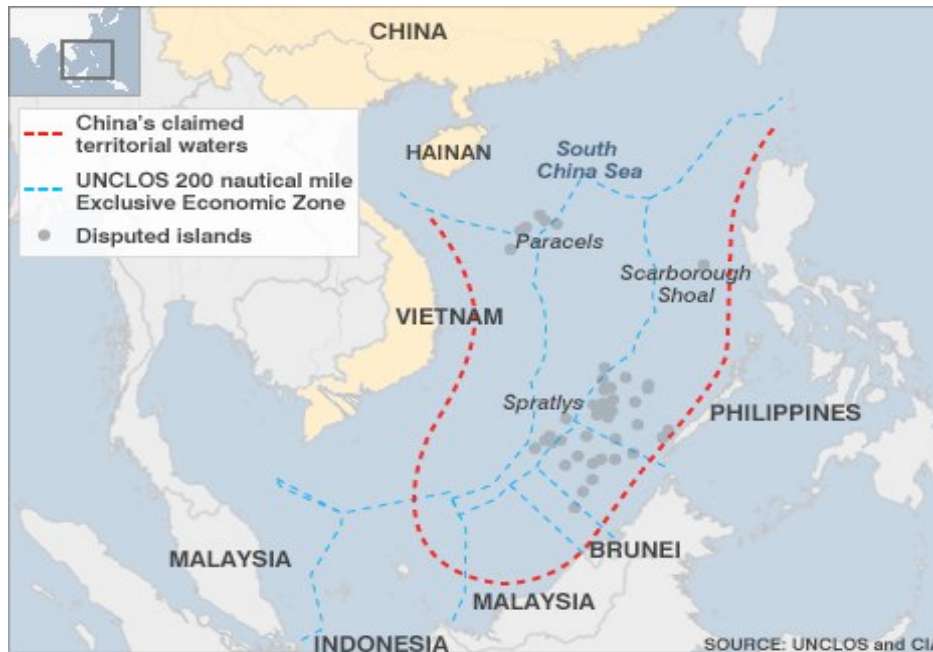 CHINA
China's claimed
territorial waters
UNCLOS 200 nautical mile
Exclusive Economic Zone
Disputed islands
HAINAN
South
China Sea
Paracels
Scarborough
Shoal
VIETNAM
Spratlys
PHILIPPINES
MALAYSIA
BRUNEI
MALAYSIA
INDONESIA
SOURCE: UNCLOS and CIA